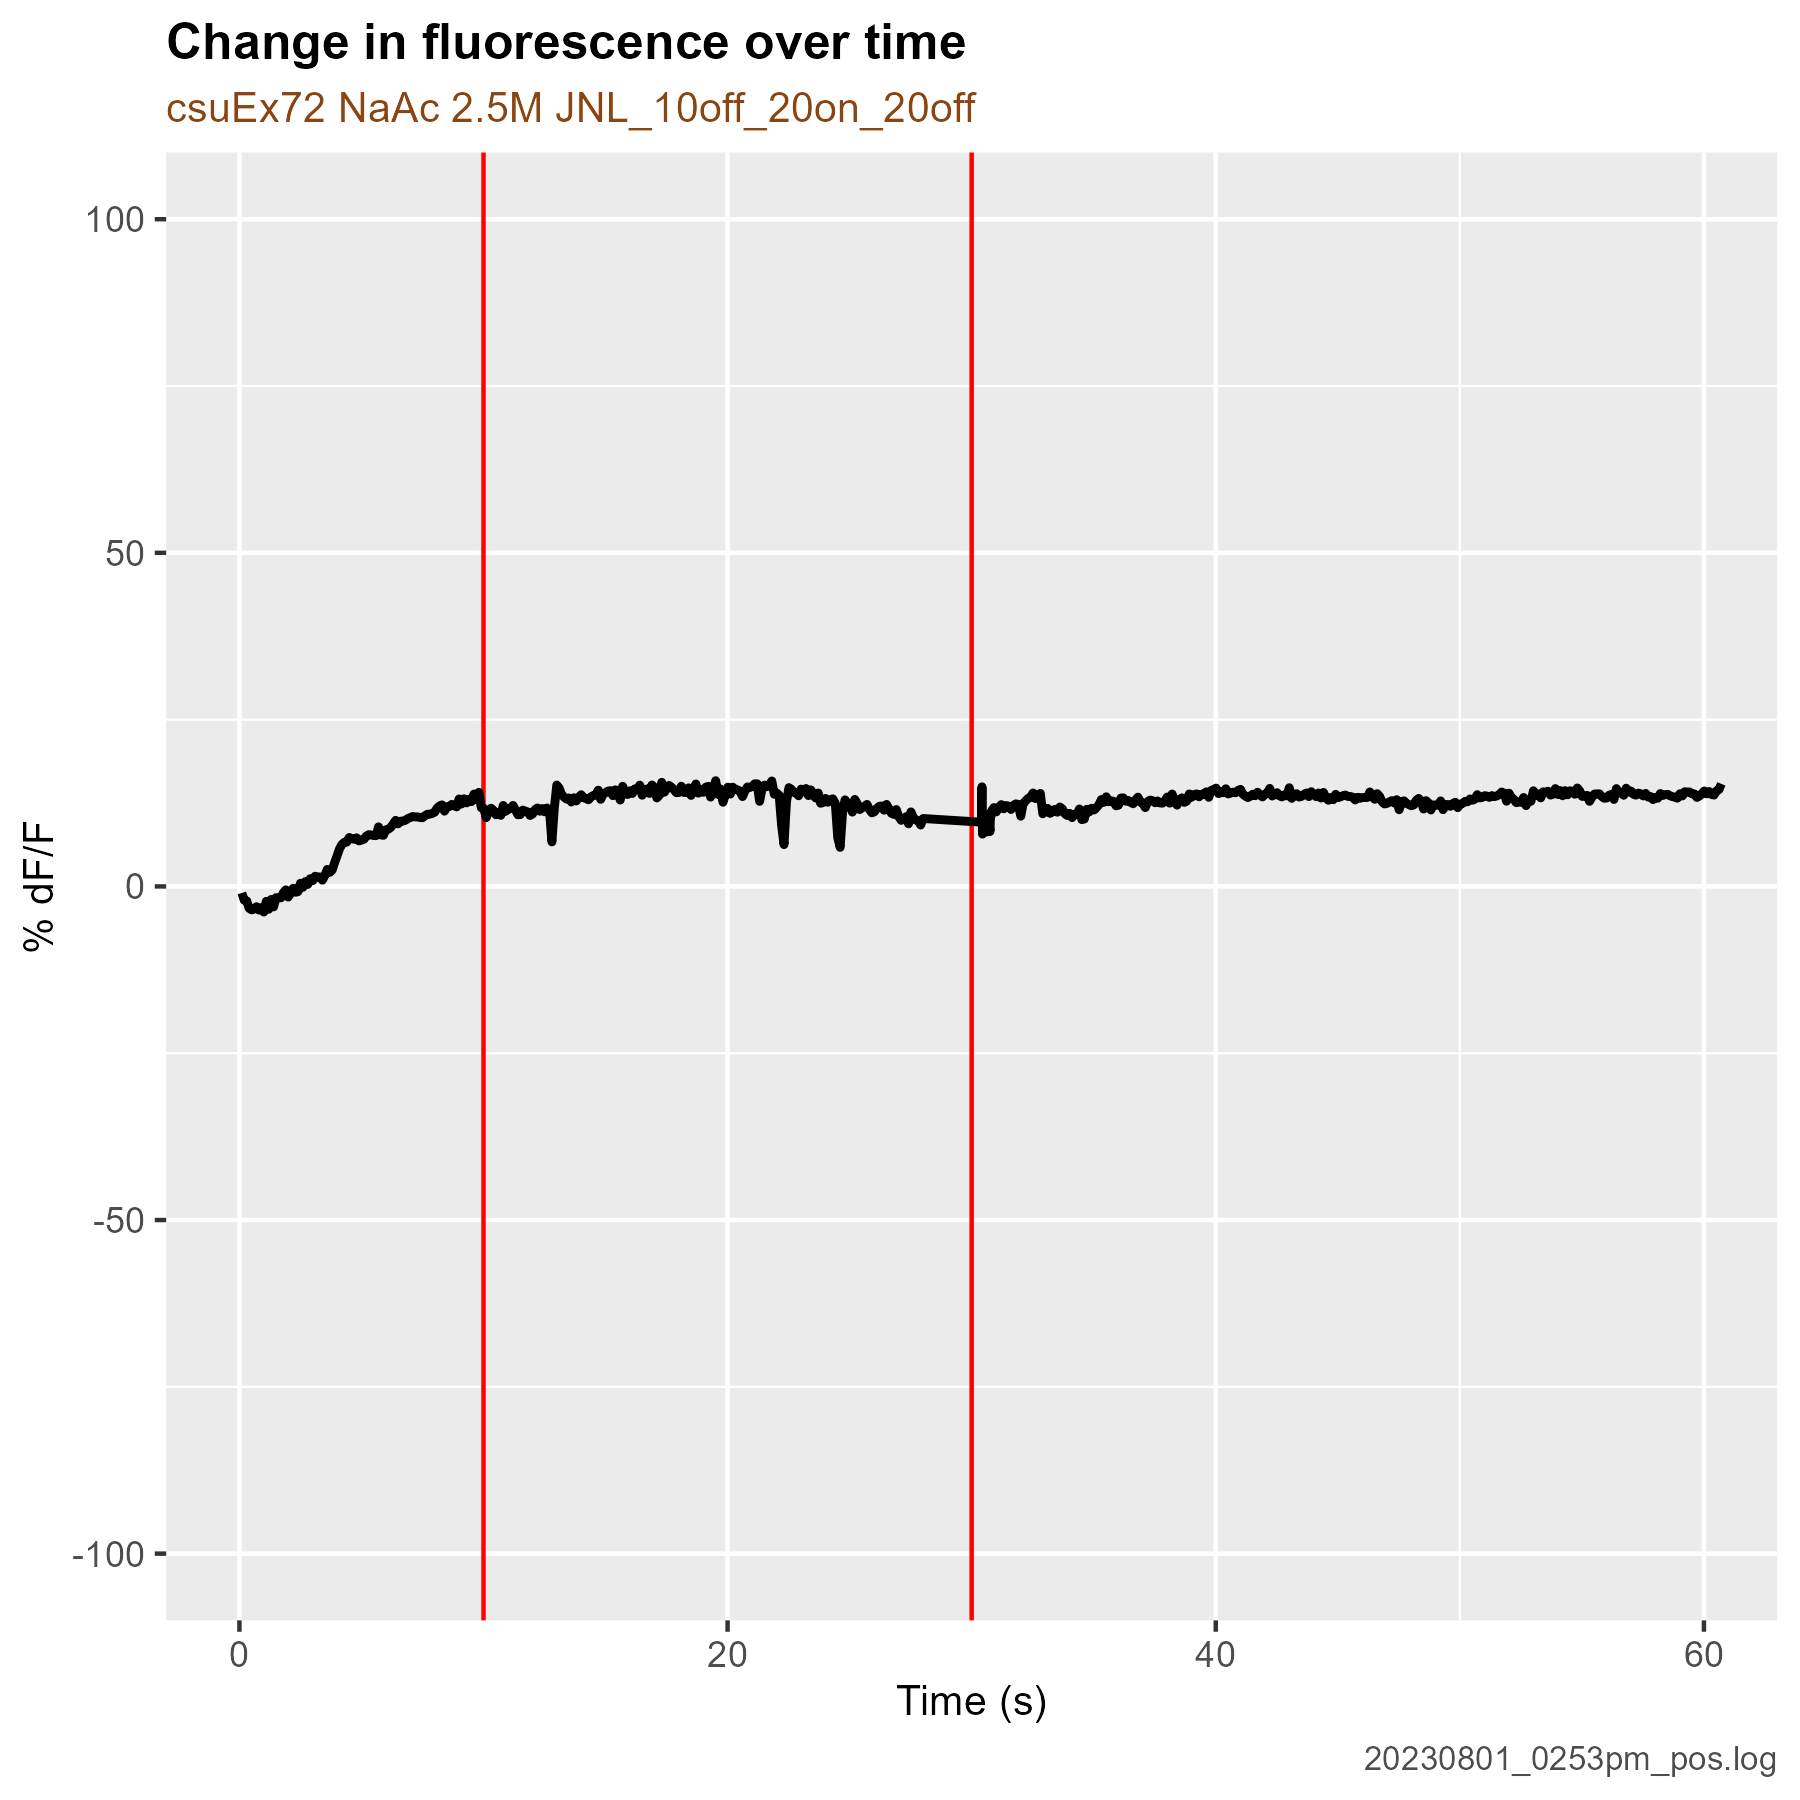 Change in fluorescence over time
csuEx72 NaAc 2.5M JNL_10off_20on_20off
100
50
0
-50
-100
% dF/F
0 20 40 60
Time (s)
20230801_0253pm_pos.log